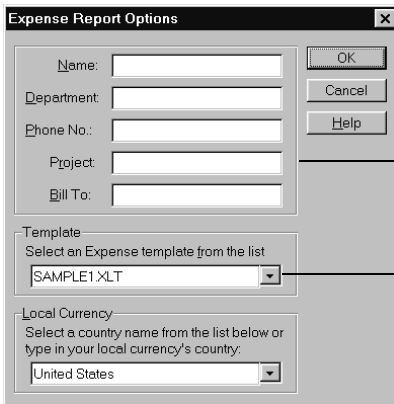 Expense Report Options
Name:
OK
Department:
Cancel
Phone No.:
Help
Project:
Bill To:
Template
Select an Expense template from the list
SAMPLE1.XLT
Local Currency
Select a country name from the list below or
type in your local currency's country:
United States